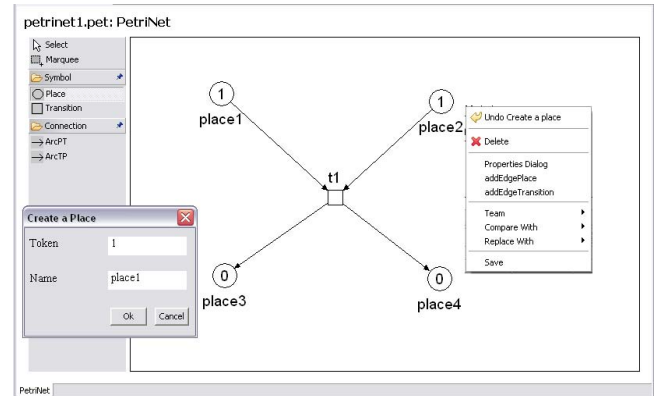 petrinet1.pet: PetriNet
Select
Marquee
Symbol
Place
Transition
Connection
ArcPT
ArcTP
1
place1
1
place2
t1
0
place3
0
place4
Undo Create a place
Delete
Properties Dialog
addEdgePlace
addEdgeTransition
Team
Compare With
Replace With
Save
Create a Place
Token
1
Name
place1
Ok
Cancel
PetriNet